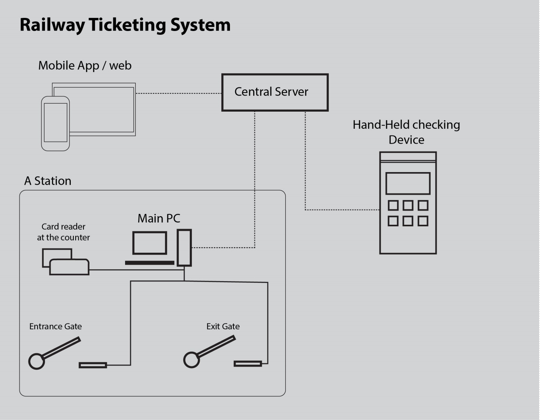 Railway Ticketing System
Mobile App / web
Central Server
Hand-Held checking
Device
A Station
Main PC
Card reader
at the counter
Entrance Gate
Exit Gate